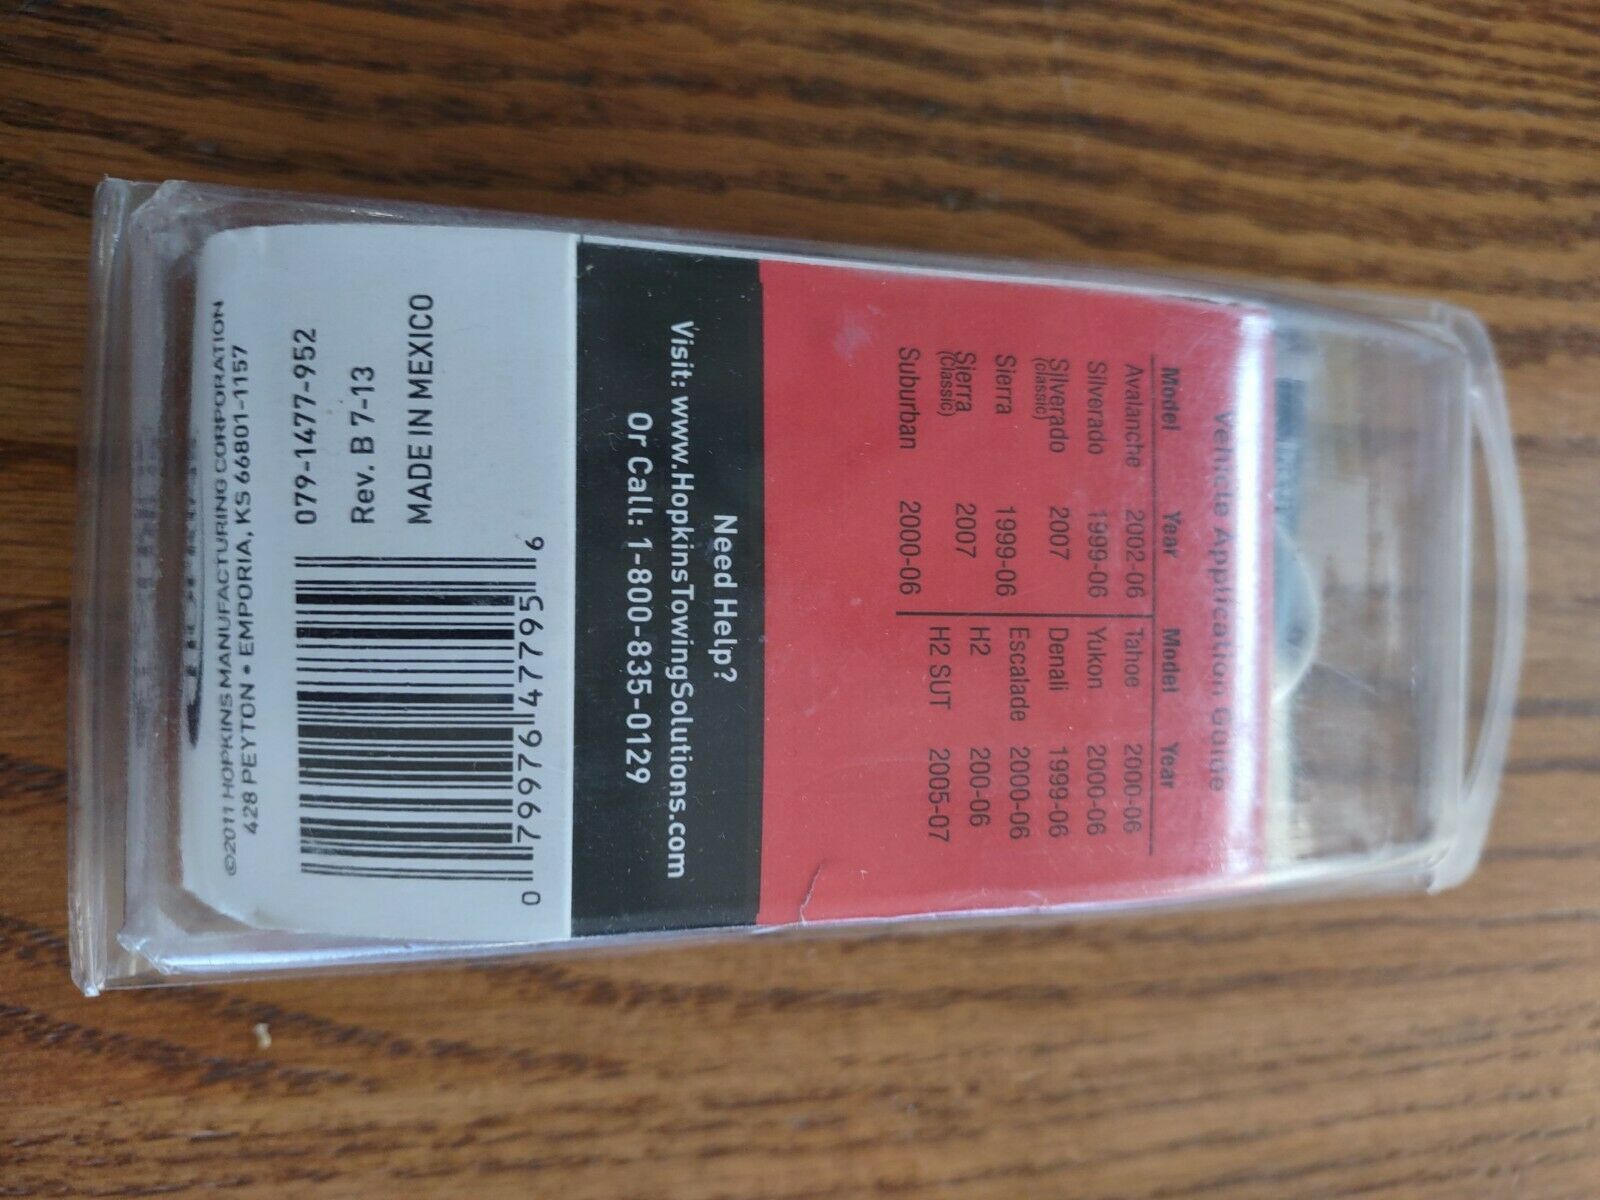 Vehicle Application Guide
Model Year Model Year
Avalanche 2002-06 Tahoe 2000-06
Silverado 1999-06 Yukon 2000-06
Silverado 2007 Denali 1999-06
(classic)
Sierra 1999-06 Escalade 2000-06
Sierra 2007 H2 200-06
(classic)
Suburban 2000-06 H2 SUT 2005-07
Need Help?
Visit: www.HopkinsTowingSolutions.com
Or Call: 1-800-835-0129
0 79976 47795 6
079-1477-952
Rev. B 7-13
MADE IN MEXICO
©2011 HOPKINS MANUFACTURING CORPORATION
428 PEYTON • EMPORIA, KS 66801-1157